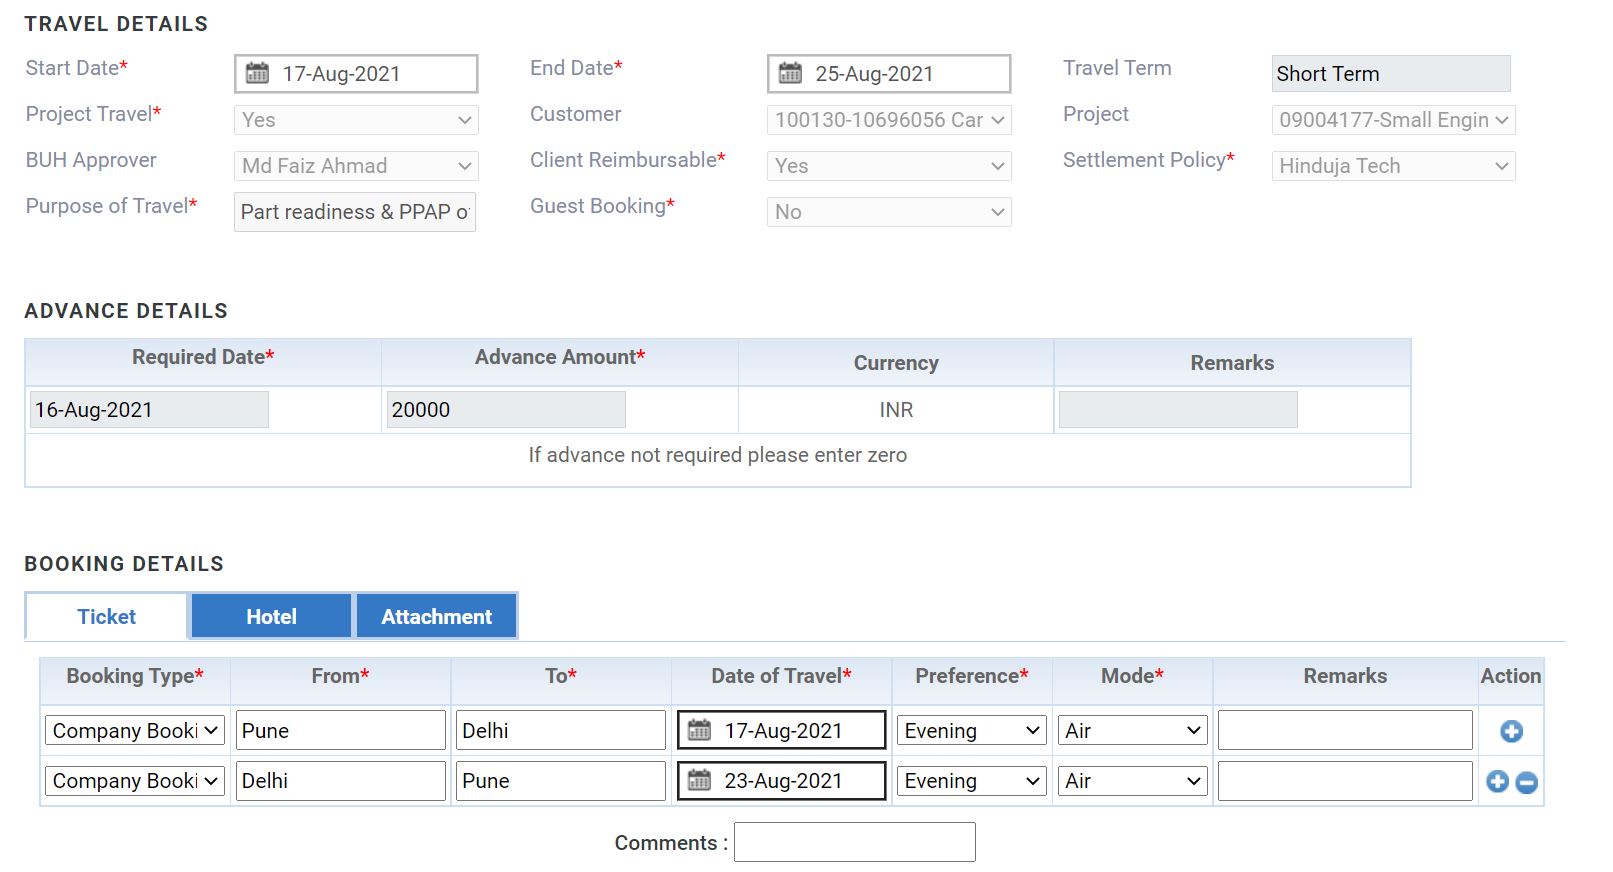 TRAVEL DETAILS
Start Date* 17-Aug-2021 End Date* 25-Aug-2021 Travel Term Short Term
Project Travel* Yes Customer 100130-10696056 Car Project 09004177-Small Engin
BUH Approver Md Faiz Ahmad Client Reimbursable* Yes Settlement Policy* Hinduja Tech
Purpose of Travel* Part readiness & PPAP o Guest Booking* No
ADVANCE DETAILS
Required Date* Advance Amount* Currency Remarks
16-Aug-2021 20000 INR
If advance not required please enter zero
BOOKING DETAILS
Ticket Hotel Attachment
Booking Type* From* To* Date of Travel* Preference* Mode* Remarks Action
Company Booki Pune Delhi 17-Aug-2021 Evening Air
Company Booki Delhi Pune 23-Aug-2021 Evening Air
Comments :